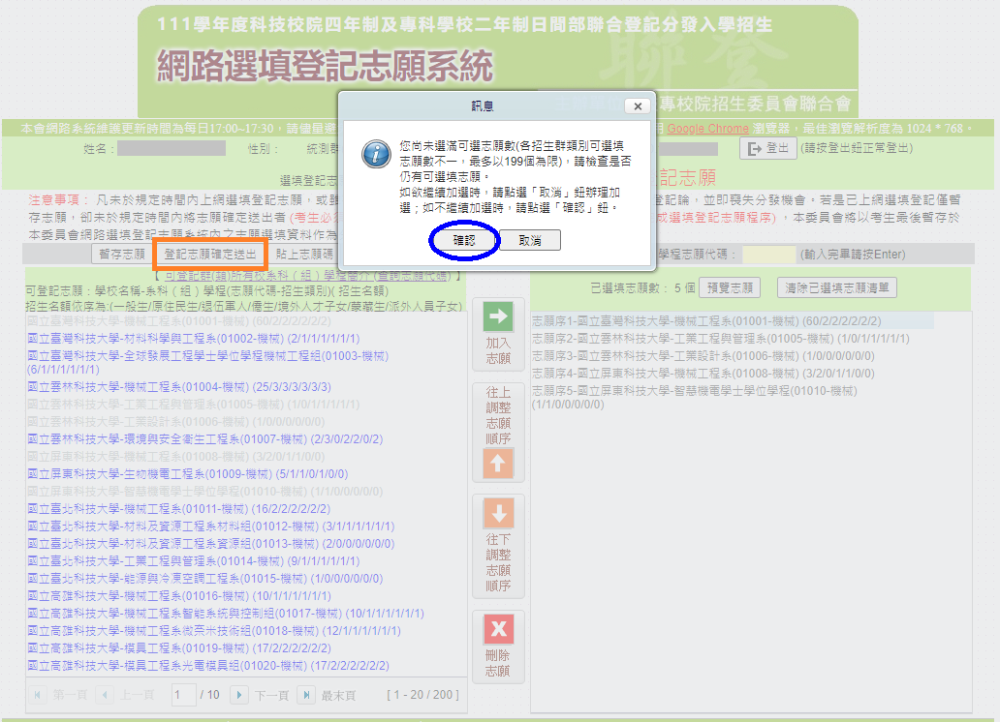 111學年度科技校院四年制及專科學校二年制日間部聯合登記分發入學招生
網路選填登記志願系統
專校院招生委員會聯合會
訊息
本會網路系統維護更新時間為每日17:00~17:30，請儘量避
用 Google Chrome 瀏覽器，最佳瀏覽解析度為 1024 * 768。
姓名：
性別：
統測群
登出
(請按登出鈕正常登出)
您尚未選滿可選志願數(各招生群類別可選填
志願數不一，最多以199個為限)，請檢查是否
仍有可選填志願。
如欲繼續加選時，請點選「取消」鈕辦理加
選；如不繼續加選時，請點選「確認」鈕。
確認
取消
選填登記志
記志願
注意事項：凡未於規定時間內上網選填登記志願，或雖
登記論，並即喪失分發機會。若是已上網選填登記僅暫
存志願，卻未於規定時間內將志願確定送出者 (考生必
或選填登記志願程序) ，本委員會將以考生最後暫存於
本委員會網路選填登記志願系統內之志願選填資料作為
暫存志願
登記志願確定送出
貼上志願碼
學程志願代碼：
(輸入完畢請按Enter)
【 可登記群(類)所有校系科（組）學程簡介 (查詢志願代碼) 】
可登記志願：學校名稱-系科（組）學程(志願代碼-招生類別)( 招生名額)
招生名額依序為:(一般生/原住民生/退伍軍人/僑生/境外人才子女/蒙藏生/派外人員子女)
國立臺灣科技大學-機械工程系(01001-機械) (60/2/2/2/2/2/2)
國立臺灣科技大學-材料科學與工程系(01002-機械) (2/1/1/1/1/1/1)
國立臺灣科技大學-全球發展工程學士學位學程機械工程組(01003-機械)
(6/1/1/1/1/1/1)
國立雲林科技大學-機械工程系(01004-機械) (25/3/3/3/3/3/3)
國立雲林科技大學-工業工程與管理系(01005-機械) (1/0/1/1/1/1/1)
國立雲林科技大學-工業設計系(01006-機械) (1/0/0/0/0/0/0)
國立雲林科技大學-環境與安全衛生工程系(01007-機械) (2/3/0/2/2/0/2)
國立屏東科技大學-機械工程系(01008-機械) (3/2/0/1/1/0/0)
國立屏東科技大學-生物機電工程系(01009-機械) (5/1/1/0/1/0/0)
國立屏東科技大學-智慧機電學士學位學程(01010-機械) (1/1/0/0/0/0/0)
國立臺北科技大學-機械工程系(01011-機械) (16/2/2/2/2/2/2)
國立臺北科技大學-材料及資源工程系材料組(01012-機械) (3/1/1/1/1/1/1)
國立臺北科技大學-材料及資源工程系資源組(01013-機械) (2/0/0/0/0/0/0)
國立臺北科技大學-工業工程與管理系(01014-機械) (9/1/1/1/1/1/1)
國立臺北科技大學-能源與冷凍空調工程系(01015-機械) (1/0/0/0/0/0/0)
國立高雄科技大學-機械工程系(01016-機械) (10/1/1/1/1/1/1)
國立高雄科技大學-機械工程系智能系統與控制組(01017-機械) (10/1/1/1/1/1/1)
國立高雄科技大學-機械工程系微奈米技術組(01018-機械) (12/1/1/1/1/1/1)
國立高雄科技大學-模具工程系(01019-機械) (17/2/2/2/2/2/2)
國立高雄科技大學-模具工程系光電模具組(01020-機械) (17/2/2/2/2/2/2)
第一頁
上一頁
1
/ 10
下一頁
最末頁
[ 1 - 20 / 200 ]
加入
志願
往上
調整
志願
順序
往下
調整
志願
順序
刪除
志願
已選填志願數： 5 個
預覽志願
清除已選填志願清單
志願序1-國立臺灣科技大學-機械工程系(01001-機械) (60/2/2/2/2/2/2)
志願序2-國立雲林科技大學-工業工程與管理系(01005-機械) (1/0/1/1/1/1/1)
志願序3-國立雲林科技大學-工業設計系(01006-機械) (1/0/0/0/0/0/0)
志願序4-國立屏東科技大學-機械工程系(01008-機械) (3/2/0/1/1/0/0)
志願序5-國立屏東科技大學-智慧機電學士學位學程(01010-機械)
(1/1/0/0/0/0/0)